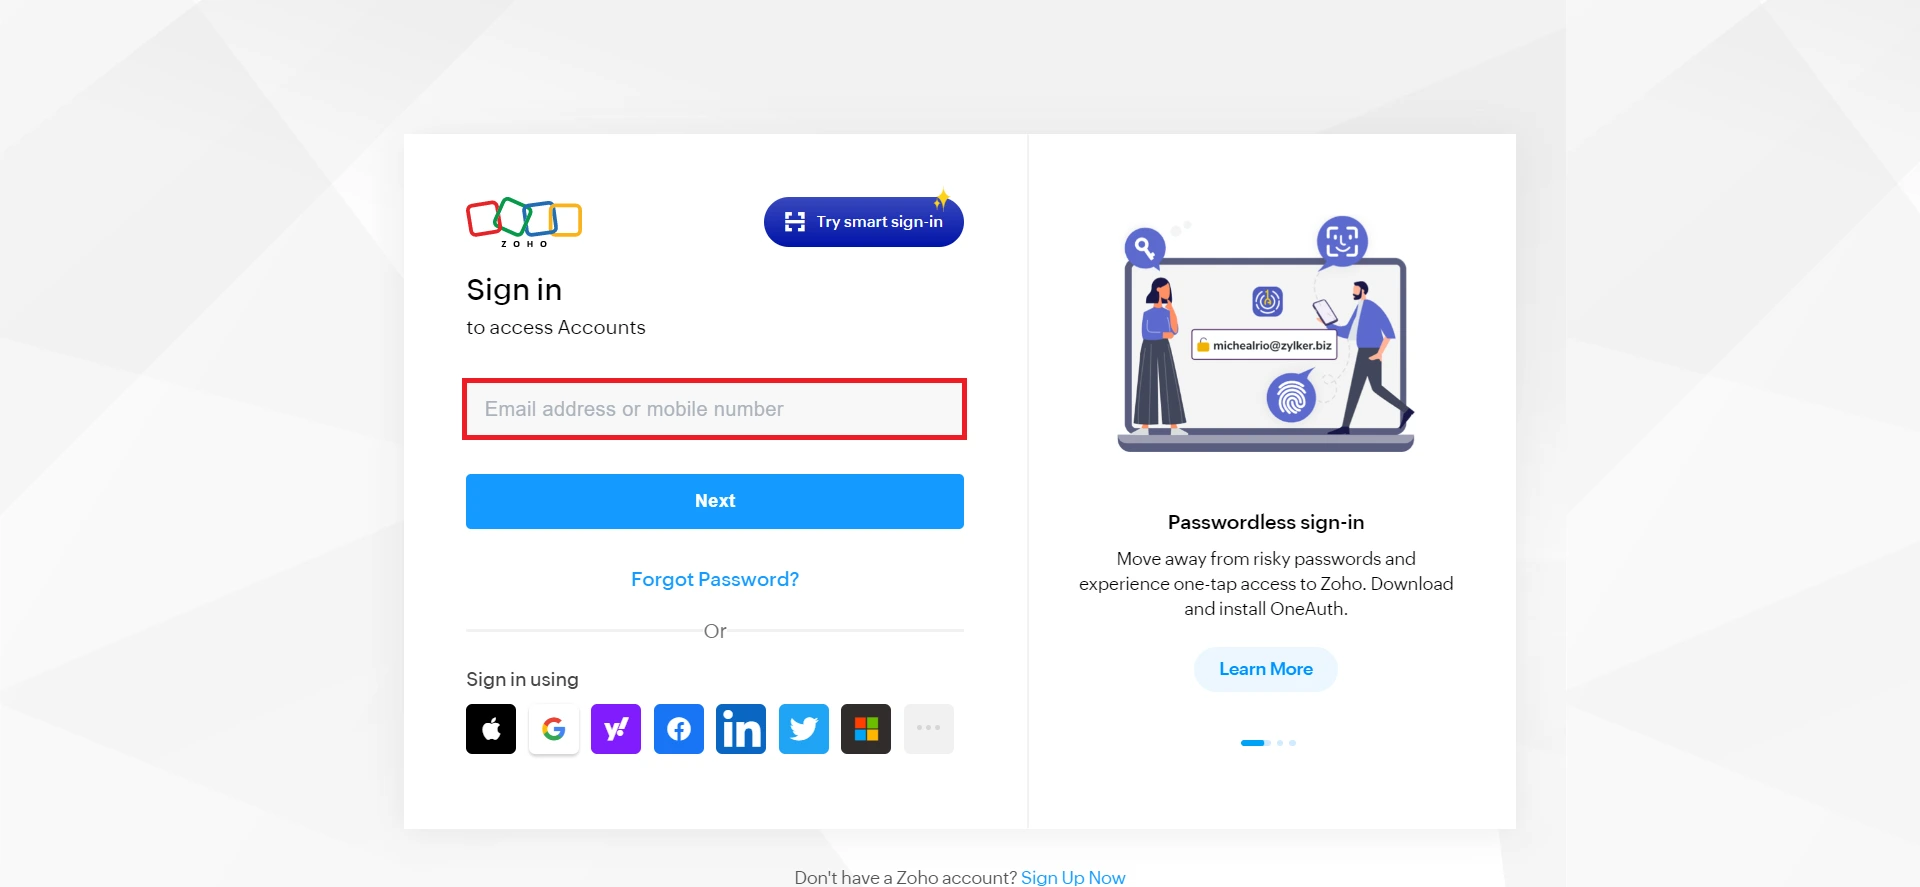 ZOHO
Try smart sign-in
Sign in
to access Accounts
Email address or mobile number
Next
Forgot Password?
Or
Sign in using
michealrio@zylker.biz
Passwordless sign-in
Move away from risky passwords and
experience one-tap access to Zoho. Download
and install OneAuth.
Learn More
Don't have a Zoho account? Sign Up Now